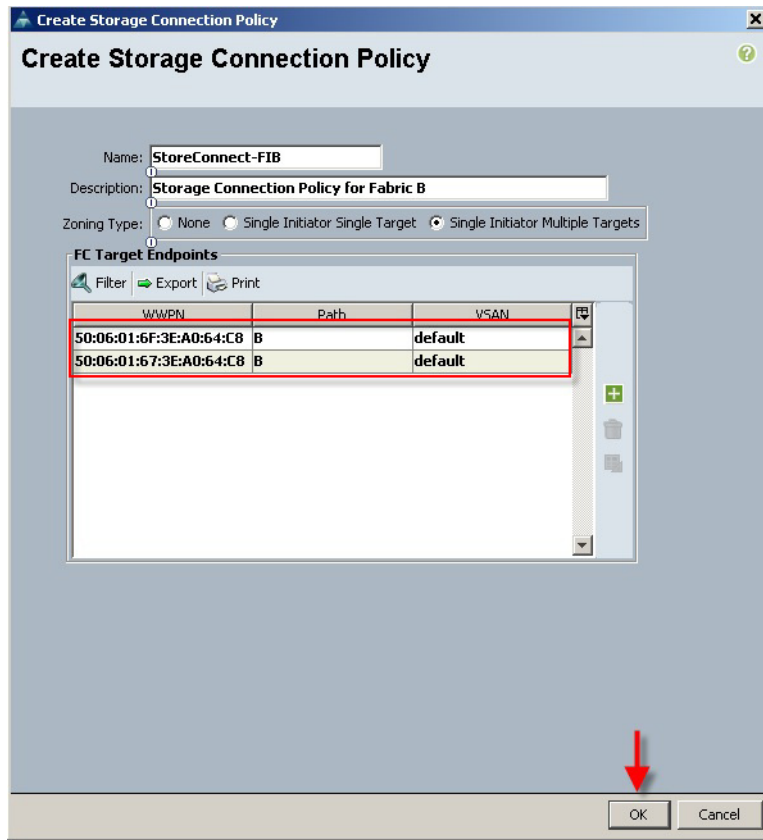 Create Storage Connection Policy
Create Storage Connection Policy
Name: StoreConnect-FIB
Description: Storage Connection Policy for Fabric B
Zoning Type: None Single Initiator Single Target Single Initiator Multiple Targets
FC Target Endpoints
Filter Export Print
WWPN Path VSAN
50:06:01:6F:3E:A0:64:C8 B default
50:06:01:67:3E:A0:64:C8 B default
OK Cancel